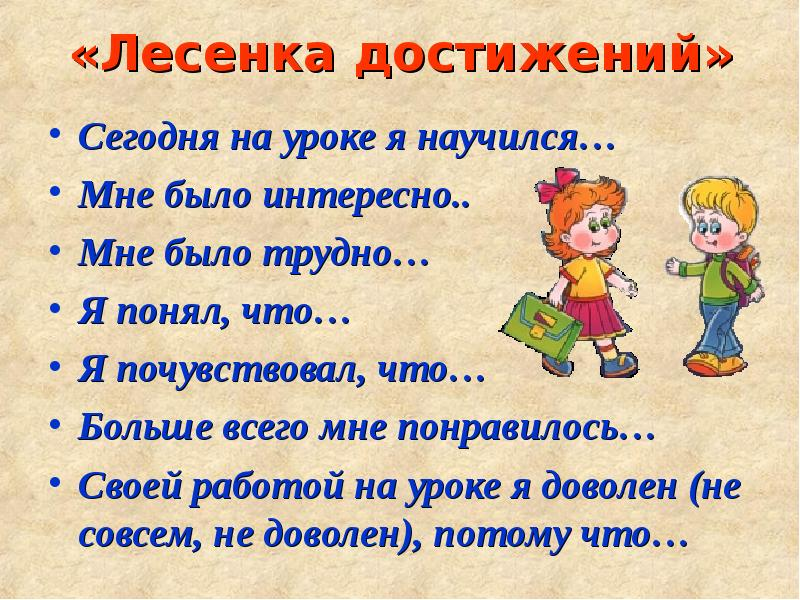 «Лесенка достижений»
• Сегодня на уроке я научился…
• Мне было интересно..
• Мне было трудно…
• Я понял, что…
• Я почувствовал, что…
• Больше всего мне понравилось…
• Своей работой на уроке я доволен (не
совсем, не доволен), потому что…